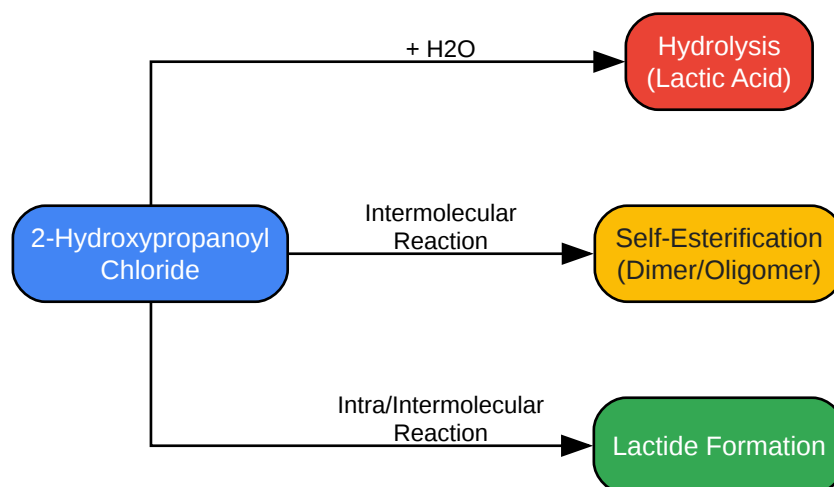 + H2O
Hydrolysis
(Lactic Acid)
2-Hydroxypropanoyl
Chloride
Intermolecular
Reaction
Self-Esterification
(Dimer/Oligomer)
Intra/Intermolecular
Reaction
Lactide Formation